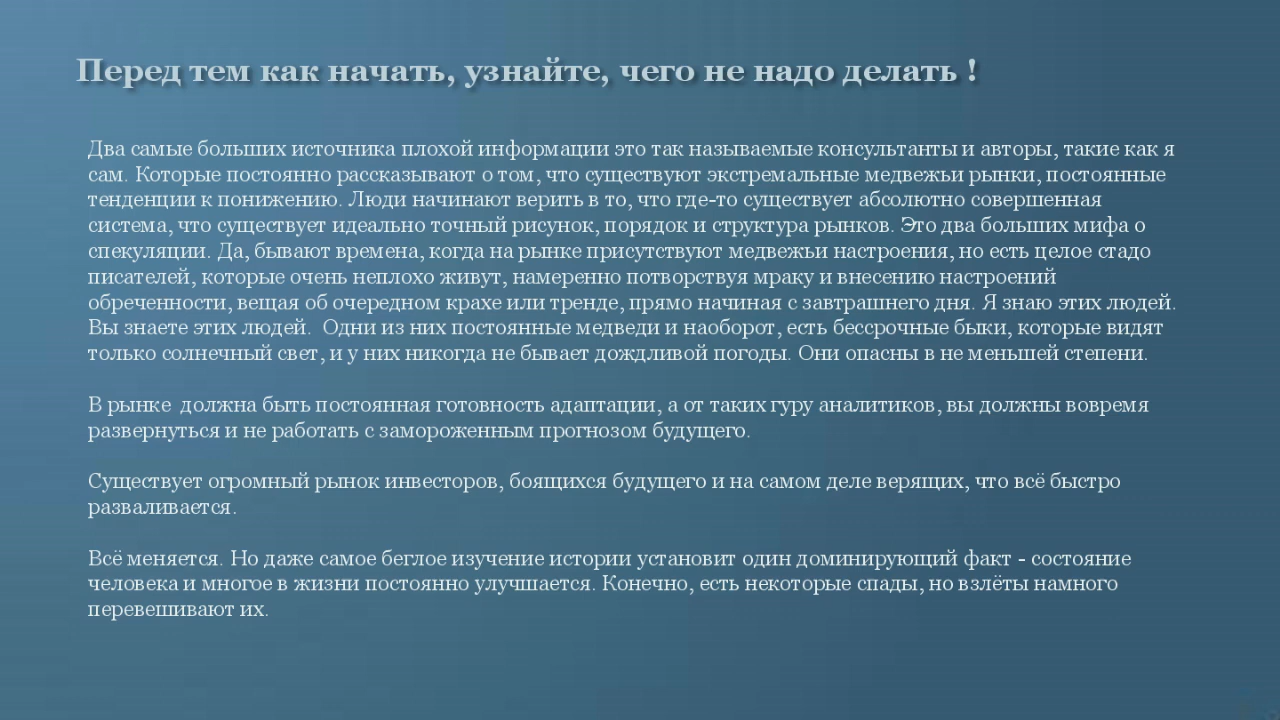 Перед тем как начать, узнайте, чего не надо делать !
Два самые больших источника плохой информации это так называемые консультанты и авторы, такие как я
сам. Которые постоянно рассказывают о том, что существуют экстремальные медвежьи рынки, постоянные
тенденции к понижению. Люди начинают верить в то, что где-то существует абсолютно совершенная
система, что существует идеально точный рисунок, порядок и структура рынков. Это два больших мифа о
спекуляции. Да, бывают времена, когда на рынке присутствуют медвежьи настроения, но есть целое стадо
писателей, которые очень неплохо живут, намеренно потворствуя мраку и внесению настроений
обреченности, вещая об очередном крахе или тренде, прямо начиная с завтрашнего дня. Я знаю этих людей.
Вы знаете этих людей.  Одни из них постоянные медведи и наоборот, есть бессрочные быки, которые видят
только солнечный свет, и у них никогда не бывает дождливой погоды. Они опасны в не меньшей степени.
В рынке  должна быть постоянная готовность адаптации, а от таких гуру аналитиков, вы должны вовремя
развернуться и не работать с замороженным прогнозом будущего.
Существует огромный рынок инвесторов, боящихся будущего и на самом деле верящих, что всё быстро
разваливается.
Всё меняется. Но даже самое беглое изучение истории установит один доминирующий факт - состояние
человека и многое в жизни постоянно улучшается. Конечно, есть некоторые спады, но взлёты намного
перевешивают их.